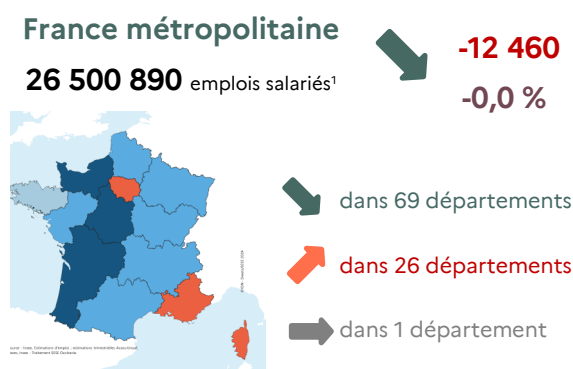 France métropolitaine
-12 460
26 500 890 emplois salariés¹
-0,0 %
dans 69 départements
dans 26 départements
dans 1 département